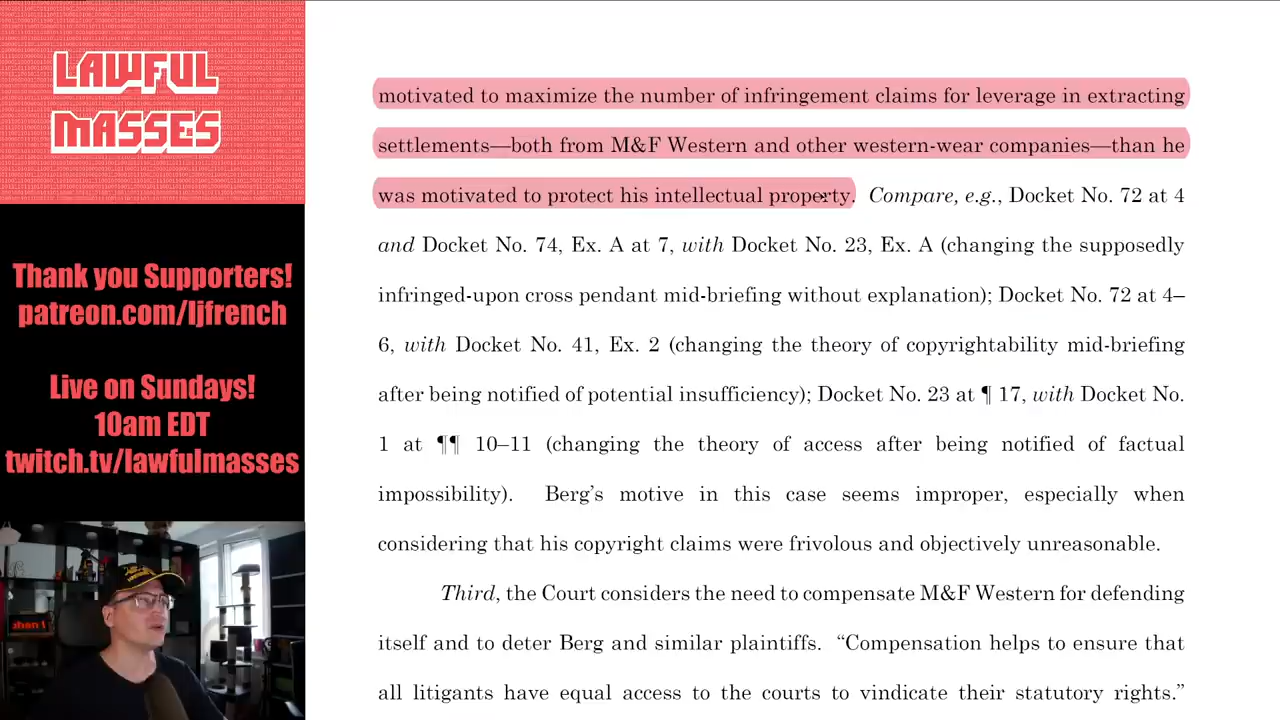 LAWFUL
MASSES
Thank you Supporters!
patreon.com/ljfrench
Live on Sundays!
10am EDT
twitch.tv/lawfulmasses
motivated to maximize the number of infringement claims for leverage in extracting
settlements—both from M&F Western and other western-wear companies—than he
was motivated to protect his intellectual property. Compare, e.g., Docket No. 72 at 4
and Docket No. 74, Ex. A at 7, with Docket No. 23, Ex. A (changing the supposedly
infringed-upon cross pendant mid-briefing without explanation); Docket No. 72 at 4–
6, with Docket No. 41, Ex. 2 (changing the theory of copyrightability mid-briefing
after being notified of potential insufficiency); Docket No. 23 at ¶ 17, with Docket No.
1 at ¶¶ 10–11 (changing the theory of access after being notified of factual
impossibility). Berg’s motive in this case seems improper, especially when
considering that his copyright claims were frivolous and objectively unreasonable.
Third, the Court considers the need to compensate M&F Western for defending
itself and to deter Berg and similar plaintiffs. “Compensation helps to ensure that
all litigants have equal access to the courts to vindicate their statutory rights.”